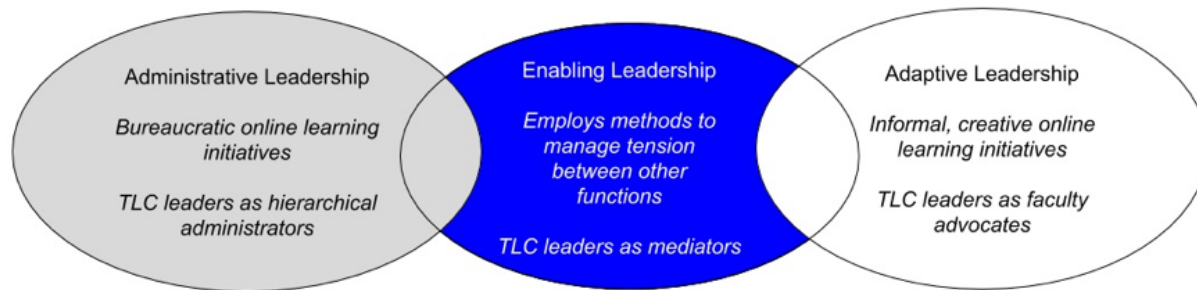 Administrative Leadership
Bureaucratic online learning
initiatives
TLC leaders as hierarchical
administrators
Enabling Leadership
Employs methods to
manage tension
between other
functions
TLC leaders as mediators
Adaptive Leadership
Informal, creative online
learning initiatives
TLC leaders as faculty
advocates